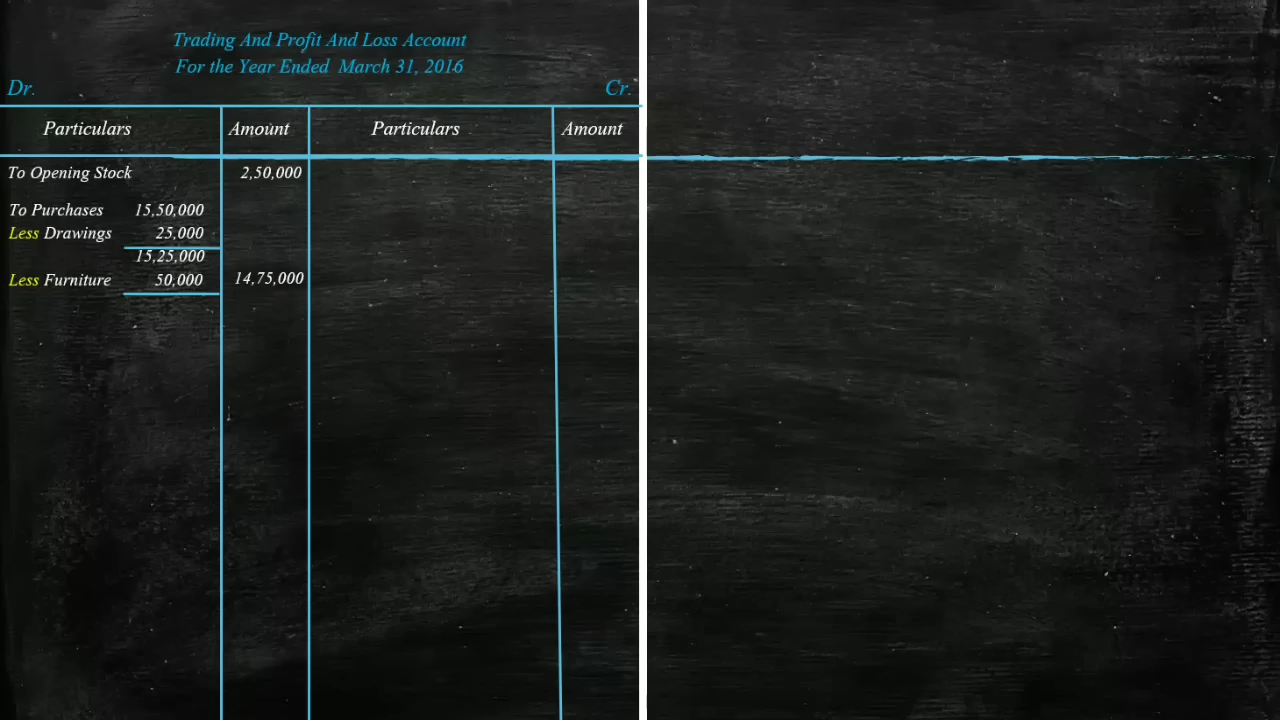 Trading And Profit And Loss Account
For the Year Ended March 31, 2016
Dr. Cr.
Particulars Amount Particulars Amount
To Opening Stock 2,50,000
To Purchases 15,50,000
Less Drawings 25,000
15,25,000
Less Furniture 50,000 14,75,000